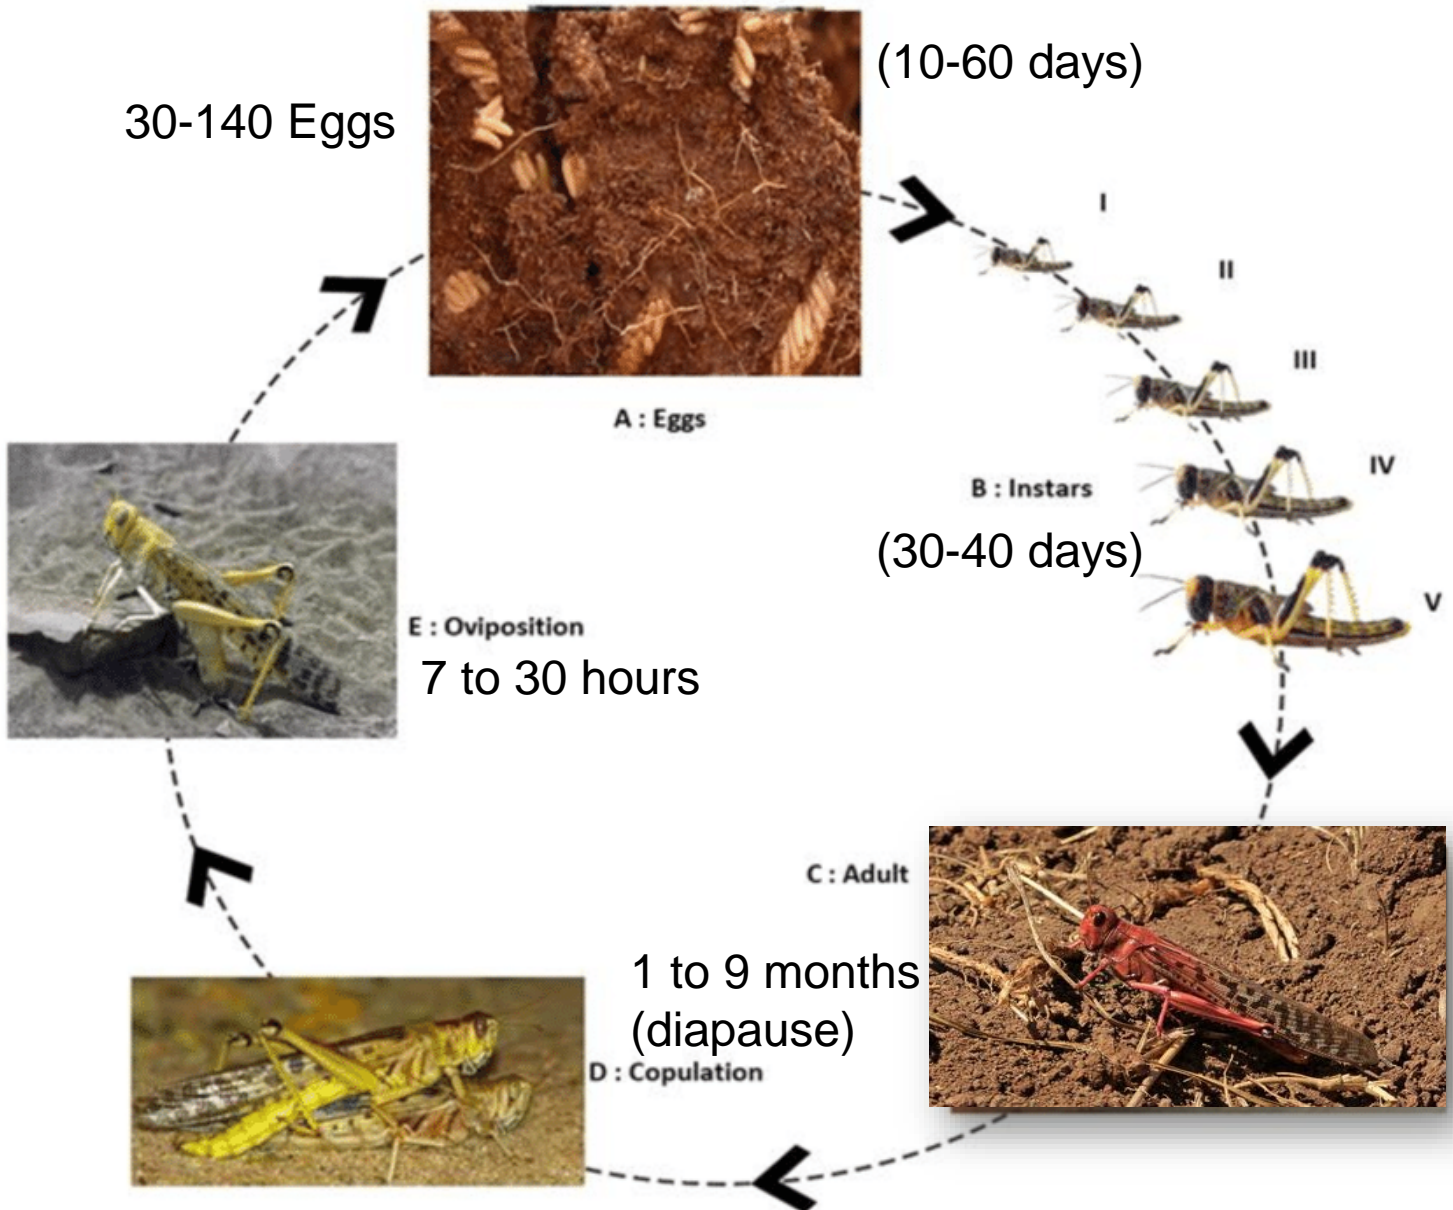 30-140 Eggs
(10-60 days)
A : Eggs
I
II
III
IV
V
B : Instars
(30-40 days)
C : Adult
1 to 9 months
(diapause)
D : Copulation
E : Oviposition
7 to 30 hours